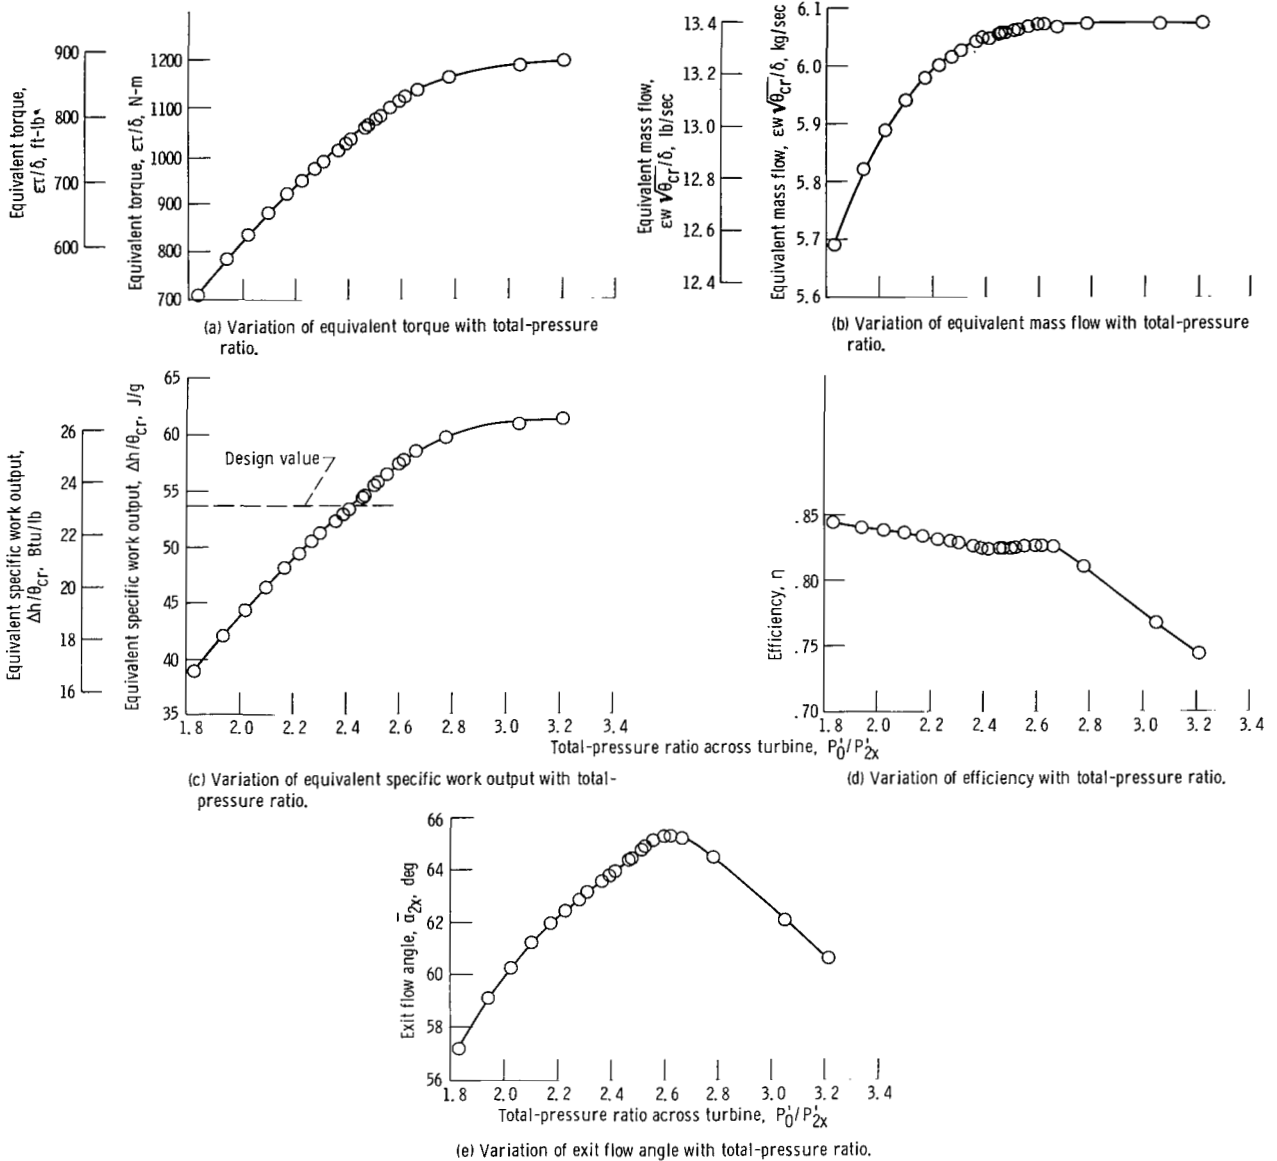 Equivalent torque,
ετ/δ, ft-lb
900
800
700
600
Equivalent torque, ετ/δ, N-m
1200
1100
1000
900
800
700
(a) Variation of equivalent torque with total-pressure
ratio.
Equivalent mass flow,
εw √θcr/δ, lb/sec
13.4
13.2
13.0
12.8
12.6
12.4
Equivalent mass flow, εw √θcr/δ, kg/sec
6.1
6.0
5.9
5.8
5.7
5.6
(b) Variation of equivalent mass flow with total-pressure
ratio.
Equivalent specific work output,
Δh/θcr, Btu/lb
26
24
22
20
18
16
Equivalent specific work output, Δh/θcr, J/g
65
60
55
50
45
40
35
Design value
1.8 2.0 2.2 2.4 2.6 2.8 3.0 3.2 3.4
Efficiency, η
.85
.80
.75
.70
1.8 2.0 2.2 2.4 2.6 2.8 3.0 3.2 3.4
Total-pressure ratio across turbine, P'0/P'2x
(c) Variation of equivalent specific work output with total-
pressure ratio.
(d) Variation of efficiency with total-pressure ratio.
Exit flow angle, α̅2x, deg
66
64
62
60
58
56
1.8 2.0 2.2 2.4 2.6 2.8 3.0 3.2 3.4
Total-pressure ratio across turbine, P'0/P'2x
(e) Variation of exit flow angle with total-pressure ratio.